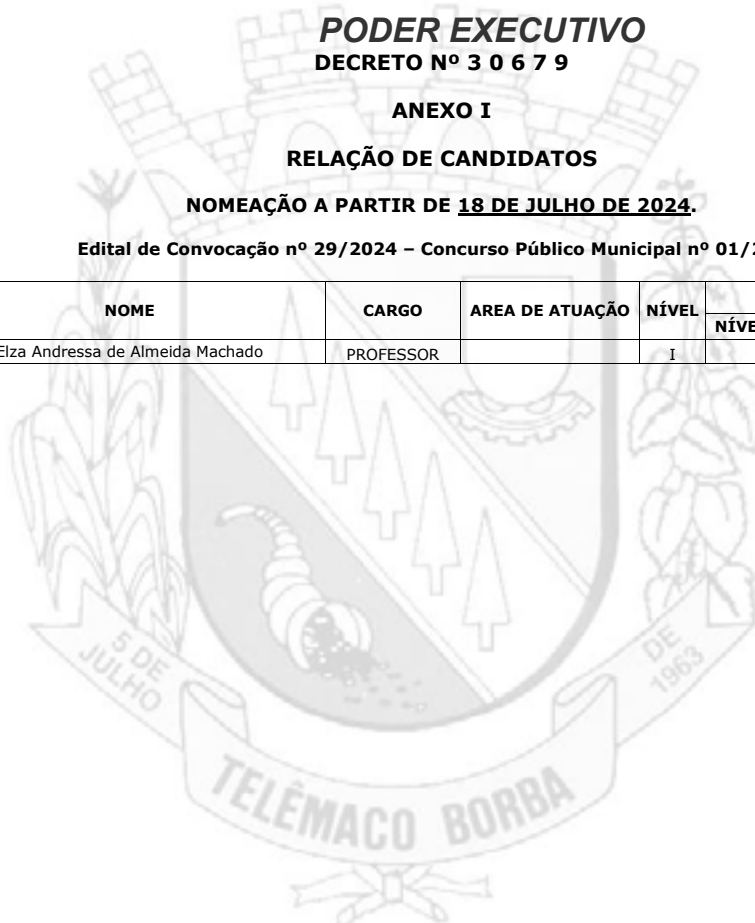 PODER EXECUTIVO
DECRETO Nº 3 0 6 7 9
ANEXO I
RELAÇÃO DE CANDIDATOS
NOMEAÇÃO A PARTIR DE 18 DE JULHO DE 2024.
Edital de Convocação nº 29/2024 – Concurso Público Municipal nº 01/
NOME CARGO AREA DE ATUAÇÃO NÍVEL
Elza Andressa de Almeida Machado PROFESSOR I
5 DE JULHO
DE 1963
TELÊMACO BORBA